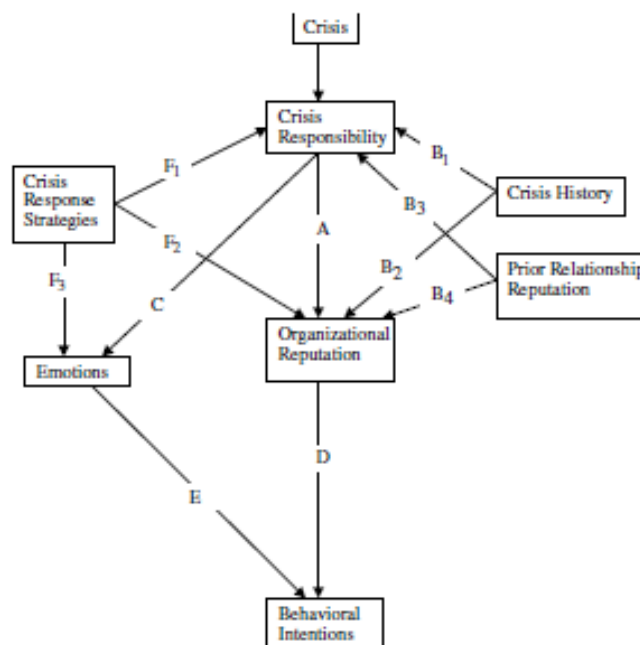 Crisis
Crisis
Responsibility
F1
B1
Crisis
Response
Strategies
Crisis History
B3
A
F2
B2
Prior Relationship
Reputation
F3
B4
C
Organizational
Reputation
Emotions
D
E
Behavioral
Intentions